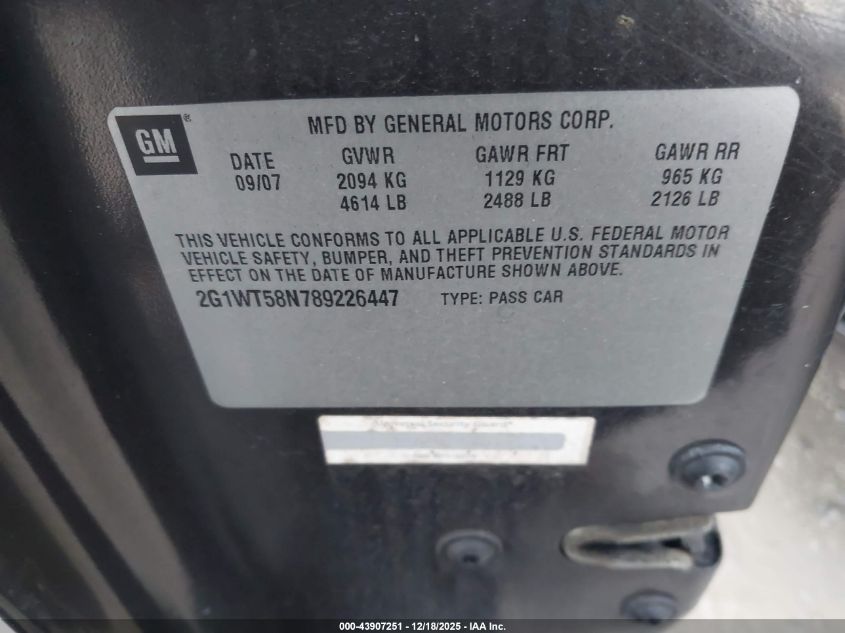 GM®
MFD BY GENERAL MOTORS CORP.
DATE GVWR GAWR FRT GAWR RR
09/07 2094 KG 1129 KG 965 KG
4614 LB 2488 LB 2126 LB
THIS VEHICLE CONFORMS TO ALL APPLICABLE U.S. FEDERAL MOTOR
VEHICLE SAFETY, BUMPER, AND THEFT PREVENTION STANDARDS IN
EFFECT ON THE DATE OF MANUFACTURE SHOWN ABOVE.
2G1WT58N789226447 TYPE: PASS CAR
Security Guard
000-43907251 - 12/18/2025 - IAA Inc.